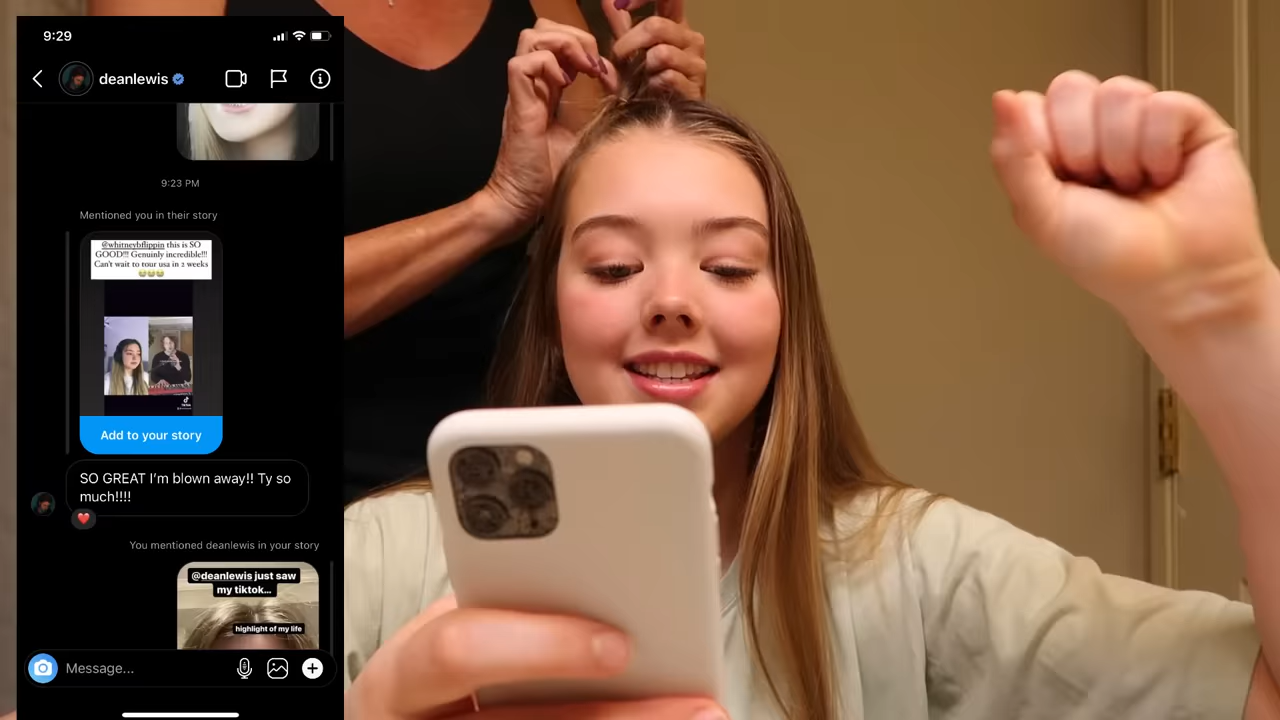 9:29
deanlewis
9:23 PM
Mentioned you in their story
@whitneybflippin this is SO
GOOD!!! Genuinely incredible!!!
Can't wait to tour usa in 2 weeks
😭😭😭
Add to your story
SO GREAT I'm blown away!! Ty so
much!!!!
You mentioned deanlewis in your story
@deanlewis just saw
my tiktok...
highlight of my life
Message...